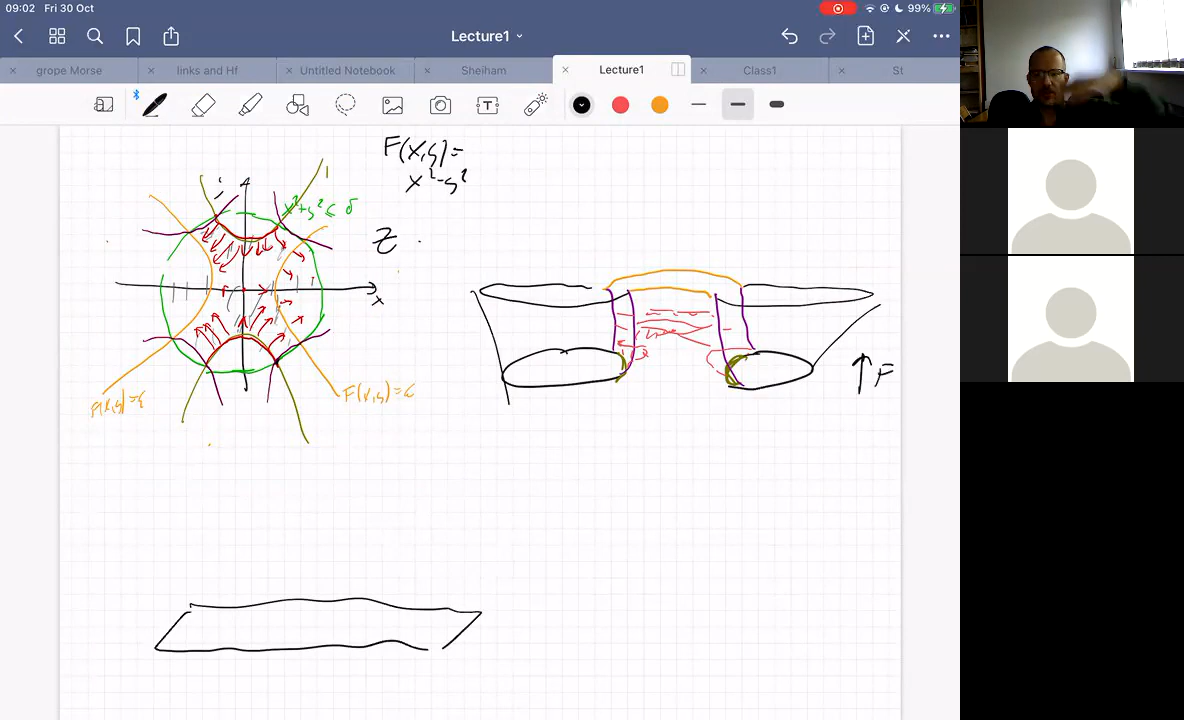 09:02 Fri 30 Oct
99%
Lecture1
grope Morse
links and Hf
Untitled Notebook
Sheiham
Lecture1
Class1
St
T
F(x,y)=
x²-y²
x²+y² ≤ δ
Z
x
F(x,y)=ε
F(x,y)=ε
F